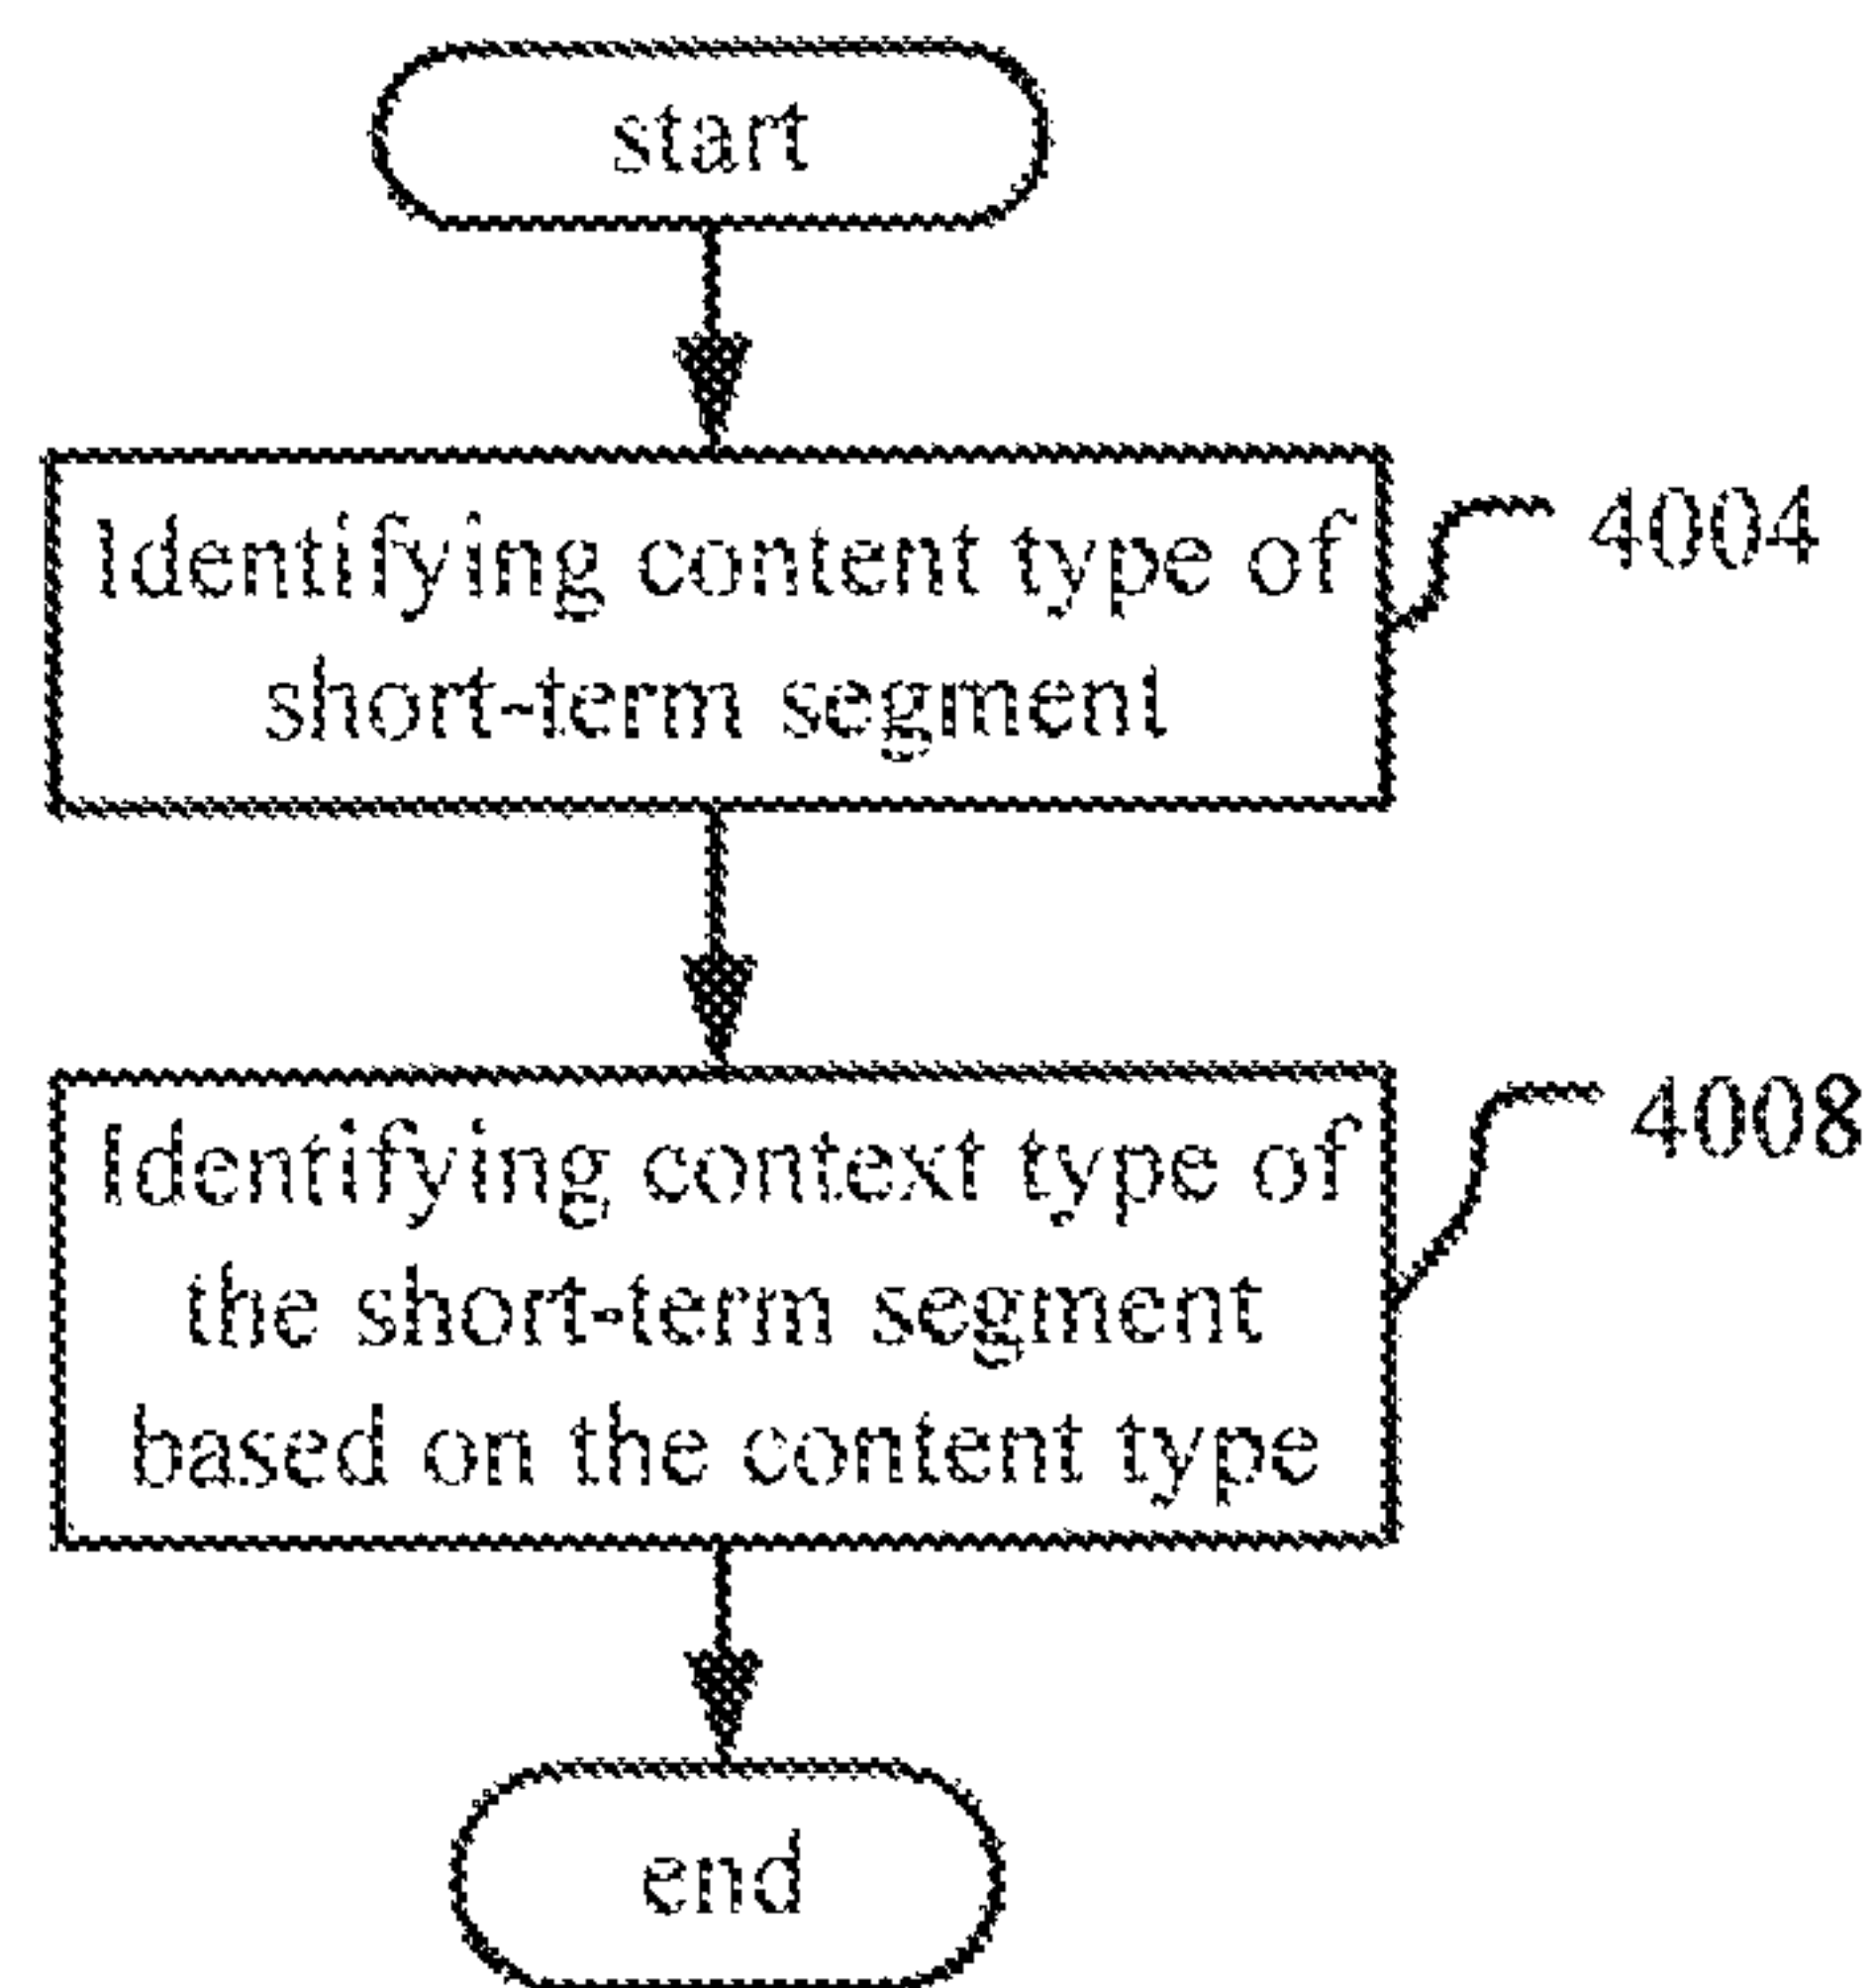 start
Identifying content type of
short-term segment
4004
Identifying context type of
the short-term segment
based on the content type
4008
end